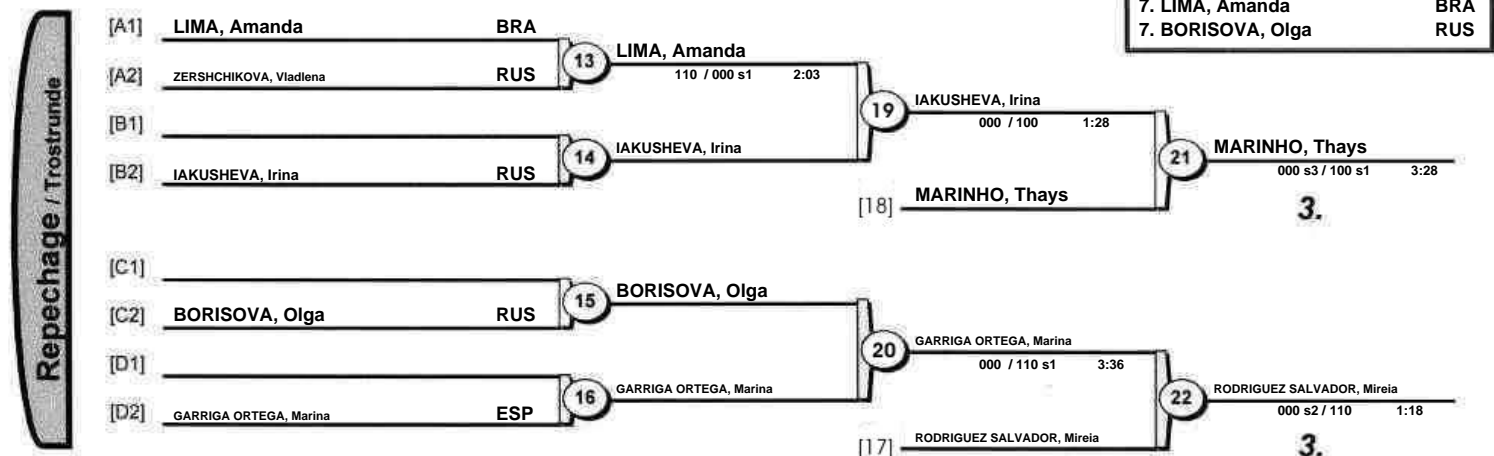 7. LIMA, Amanda BRA
7. BORISOVA, Olga RUS
Repechage / Trostrunde
[A1] LIMA, Amanda BRA
[A2] ZERSHCHIKOVA, Vladlena RUS
13 LIMA, Amanda
110 / 000 s1 2:03
[B1]
[B2] IAKUSHEVA, Irina RUS
14 IAKUSHEVA, Irina
19 IAKUSHEVA, Irina
000 / 100 1:28
[18] MARINHO, Thays
21 MARINHO, Thays
000 s3 / 100 s1 3:28
3.
[C1]
[C2] BORISOVA, Olga RUS
15 BORISOVA, Olga
[D1]
[D2] GARRIGA ORTEGA, Marina ESP
16 GARRIGA ORTEGA, Marina
20 GARRIGA ORTEGA, Marina
000 / 110 s1 3:36
[17] RODRIGUEZ SALVADOR, Mireia
22 RODRIGUEZ SALVADOR, Mireia
000 s2 / 110 1:18
3.